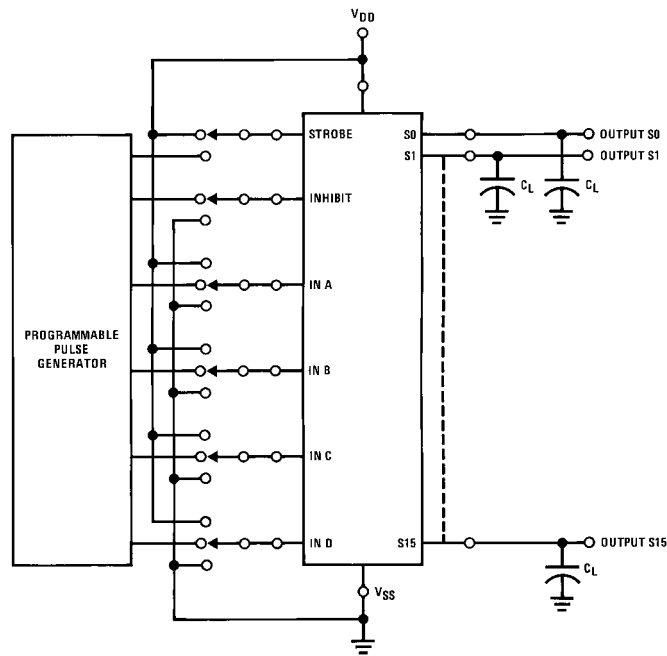 VDD
STROBE
S0
OUTPUT S0
S1
OUTPUT S1
CL
CL
INHIBIT
IN A
PROGRAMMABLE
PULSE
GENERATOR
IN B
IN C
IN D
S15
OUTPUT S15
CL
VSS